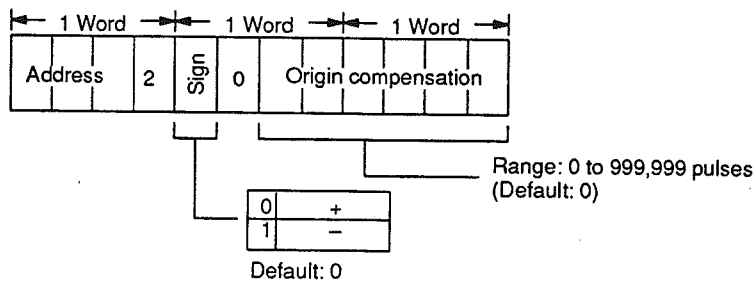 1 Word 1 Word 1 Word
Address 2 Sign 0 Origin compensation
Range: 0 to 999,999 pulses
(Default: 0)
0 +
1 −
Default: 0